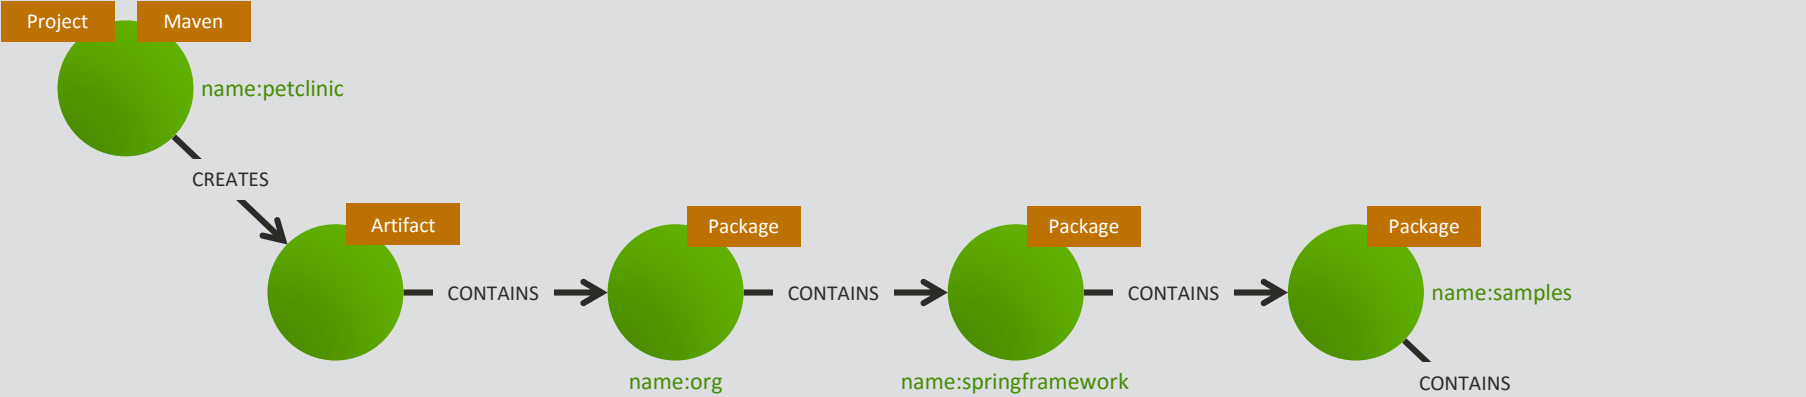 Project
Maven
name:petclinic
CREATES
Artifact
Package
Package
Package
CONTAINS
CONTAINS
CONTAINS
name:samples
name:org
name:springframework
CONTAINS